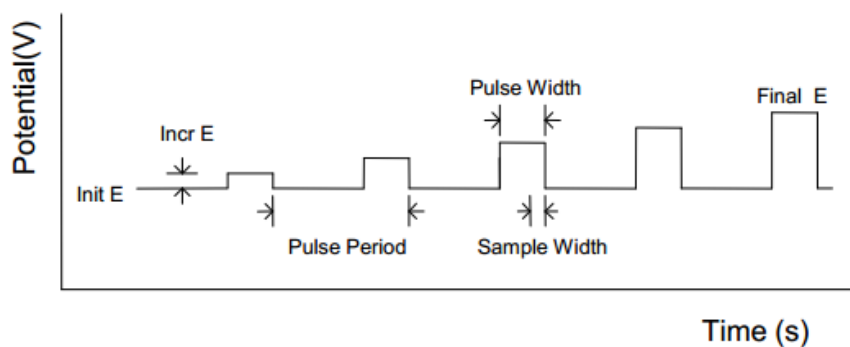 Potential(V)
Pulse Width
Final E
Incr E
Init E
Pulse Period
Sample Width
Time (s)